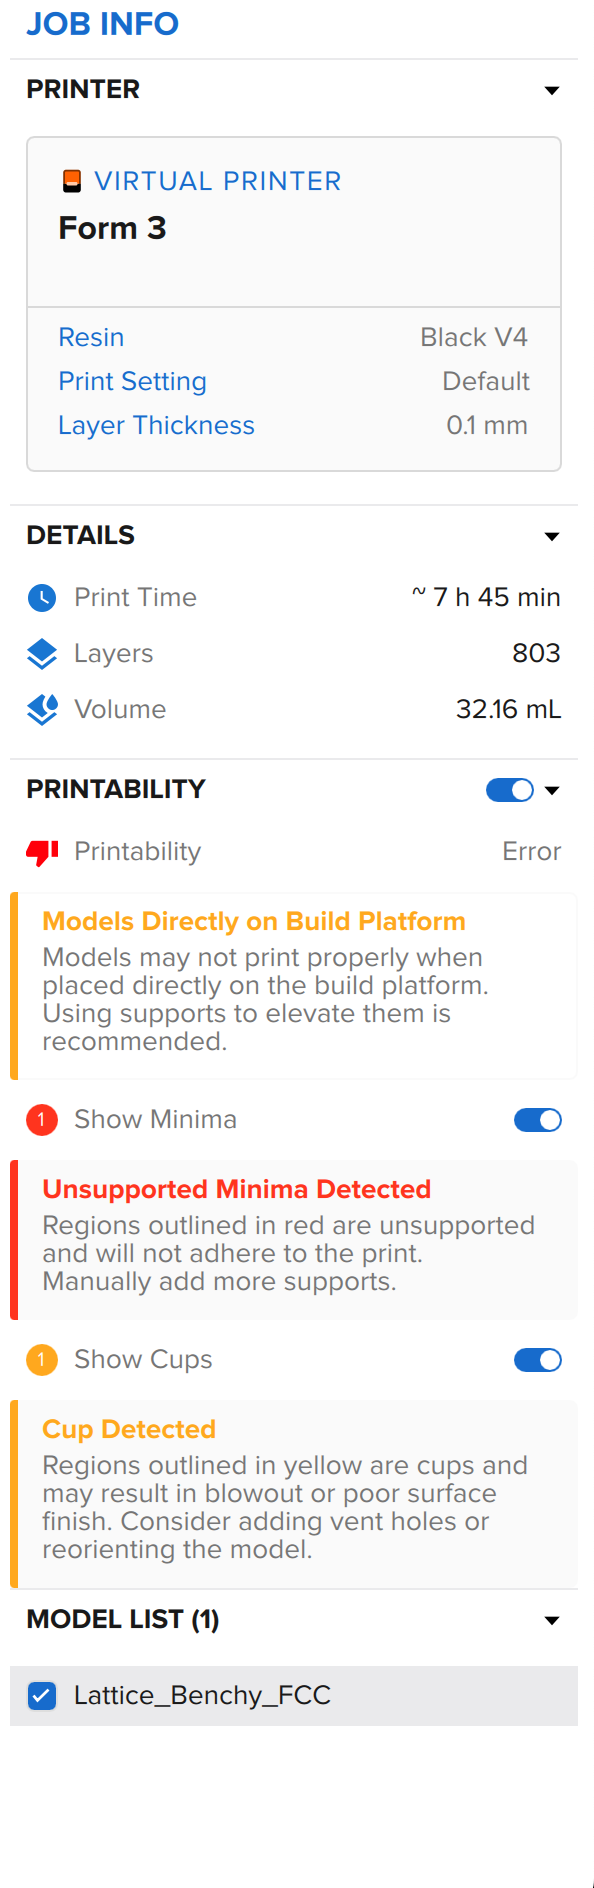 JOB INFO
PRINTER
VIRTUAL PRINTER
Form 3
Resin Black V4
Print Setting Default
Layer Thickness 0.1 mm
DETAILS
Print Time ~ 7 h 45 min
Layers 803
Volume 32.16 mL
PRINTABILITY
Printability Error
Models Directly on Build Platform
Models may not print properly when
placed directly on the build platform.
Using supports to elevate them is
recommended.
1 Show Minima
Unsupported Minima Detected
Regions outlined in red are unsupported
and will not adhere to the print.
Manually add more supports.
1 Show Cups
Cup Detected
Regions outlined in yellow are cups and
may result in blowout or poor surface
finish. Consider adding vent holes or
reorienting the model.
MODEL LIST (1)
Lattice_Benchy_FCC